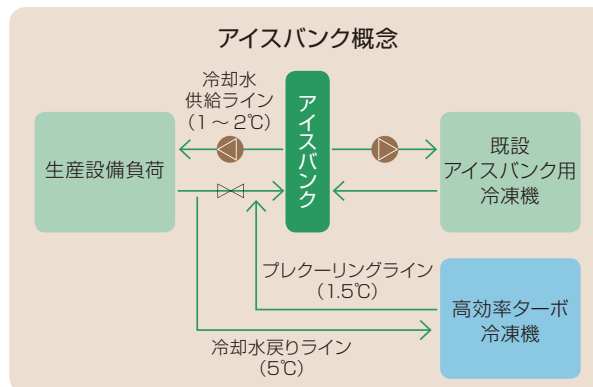 アイスバンク概念
冷却水
供給ライン
(1～2℃)
アイスバンク
生産設備負荷
既設
アイスバンク用
冷凍機
プレクーリングライン
(1.5℃)
高効率ターボ
冷凍機
冷却水戻りライン
(5℃)